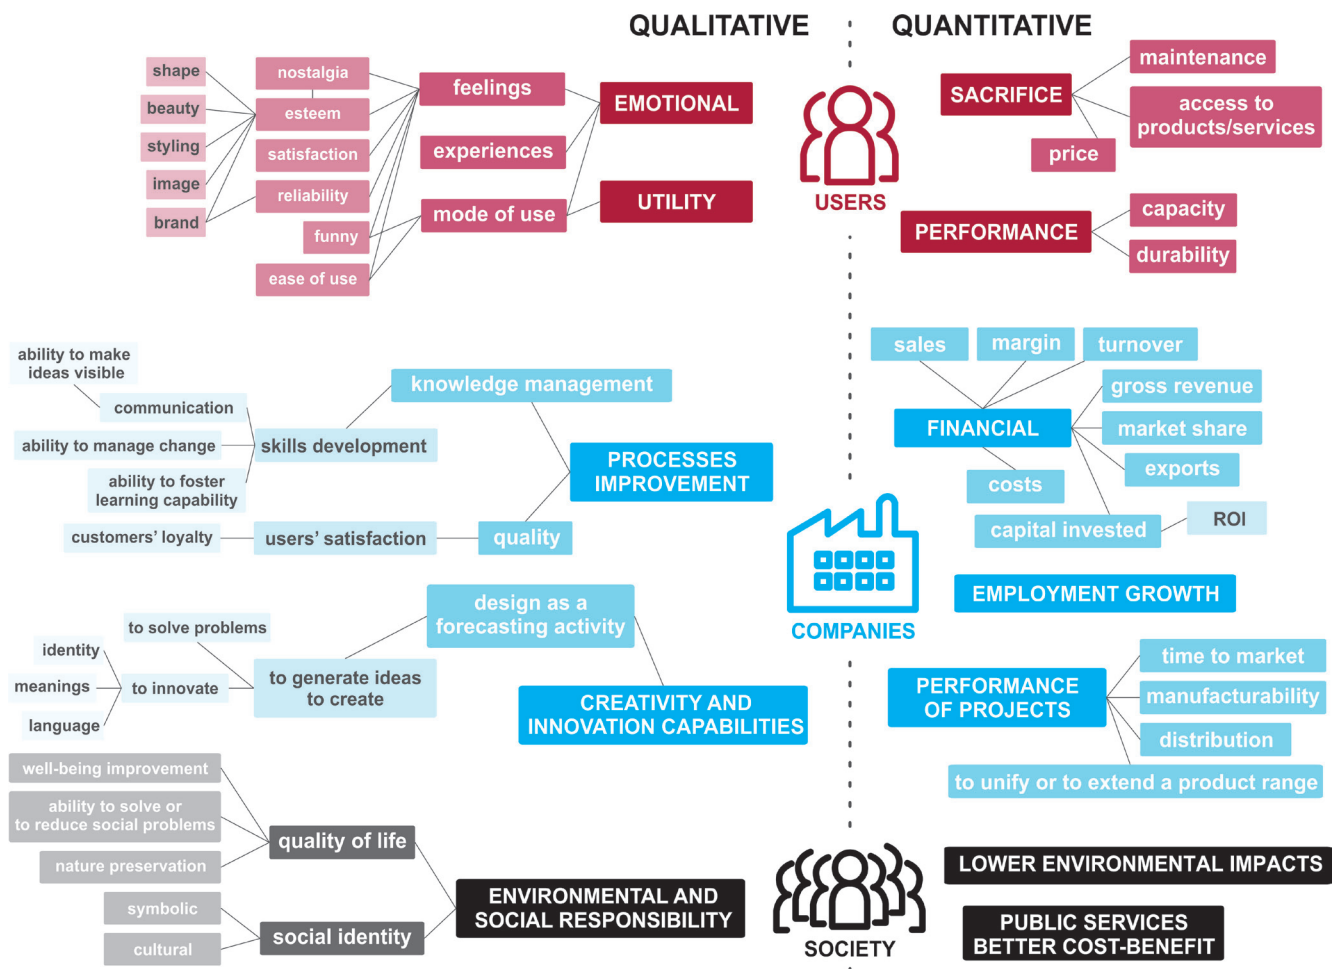 QUALITATIVE
QUANTITATIVE
shape
beauty
styling
image
brand
nostalgia
esteem
satisfaction
reliability
funny
ease of use
feelings
experiences
mode of use
EMOTIONAL
UTILITY
USERS
SACRIFICE
maintenance
access to
products/services
price
PERFORMANCE
capacity
durability
ability to make
ideas visible
communication
ability to manage change
ability to foster
learning capability
customers' loyalty
skills development
users' satisfaction
knowledge management
quality
PROCESSES
IMPROVEMENT
to solve problems
identity
meanings
language
to innovate
to generate ideas
to create
design as a
forecasting activity
CREATIVITY AND
INNOVATION CAPABILITIES
COMPANIES
sales
margin
turnover
gross revenue
market share
exports
FINANCIAL
costs
capital invested
ROI
EMPLOYMENT GROWTH
PERFORMANCE
OF PROJECTS
time to market
manufacturability
distribution
to unify or to extend a product range
well-being improvement
ability to solve or
to reduce social problems
nature preservation
symbolic
cultural
quality of life
social identity
ENVIRONMENTAL AND
SOCIAL RESPONSIBILITY
SOCIETY
LOWER ENVIRONMENTAL IMPACTS
PUBLIC SERVICES
BETTER COST-BENEFIT